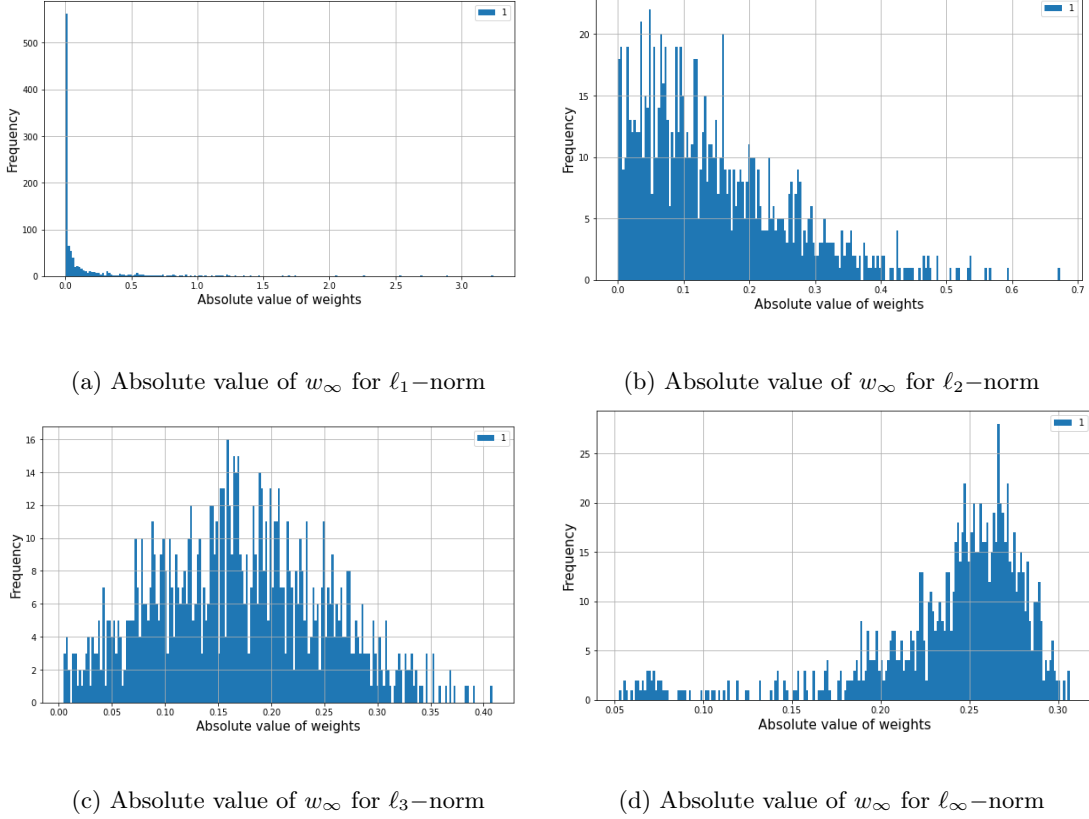 1
500
400
300
200
100
0
Frequency
0.0 0.5 1.0 1.5 2.0 2.5 3.0
Absolute value of weights
(a) Absolute value of w∞ for ℓ1−norm
1
20
15
10
5
0
Frequency
0.0 0.1 0.2 0.3 0.4 0.5 0.6 0.7
Absolute value of weights
(b) Absolute value of w∞ for ℓ2−norm
1
16
14
12
10
8
6
4
2
0
Frequency
0.00 0.05 0.10 0.15 0.20 0.25 0.30 0.35 0.40
Absolute value of weights
(c) Absolute value of w∞ for ℓ3−norm
1
25
20
15
10
5
0
Frequency
0.05 0.10 0.15 0.20 0.25 0.30
Absolute value of weights
(d) Absolute value of w∞ for ℓ∞−norm